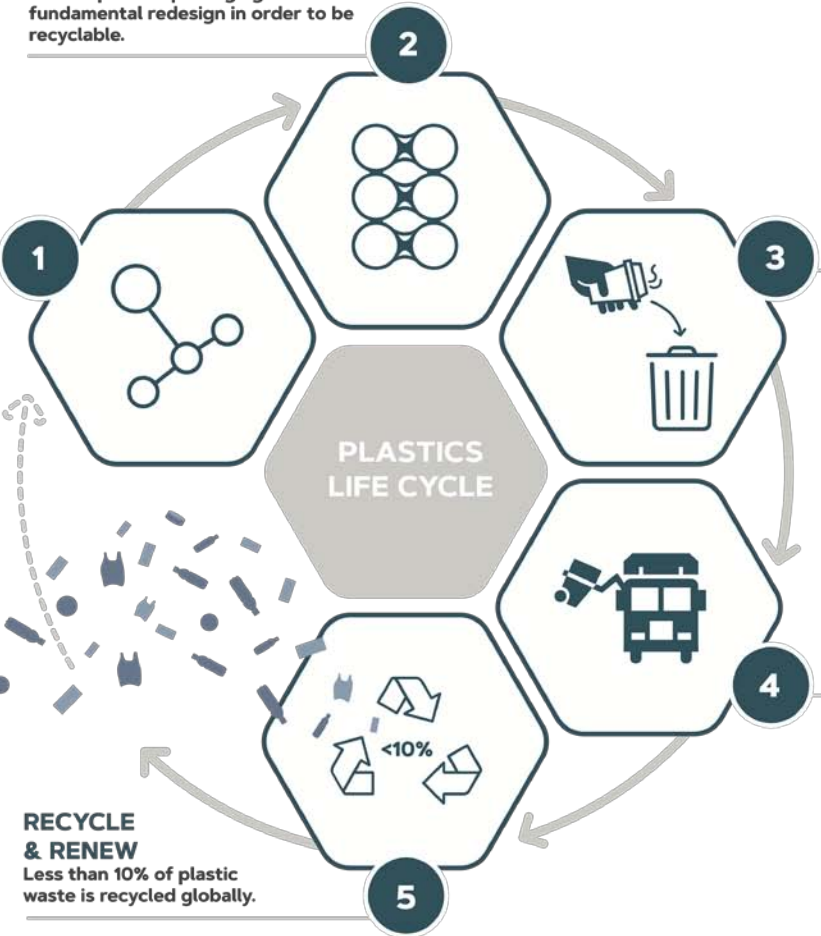 fundamental redesign in order to be
recyclable.
2
1
3
PLASTICS
LIFE CYCLE
4
<10%
RECYCLE
& RENEW
Less than 10% of plastic
waste is recycled globally.
5